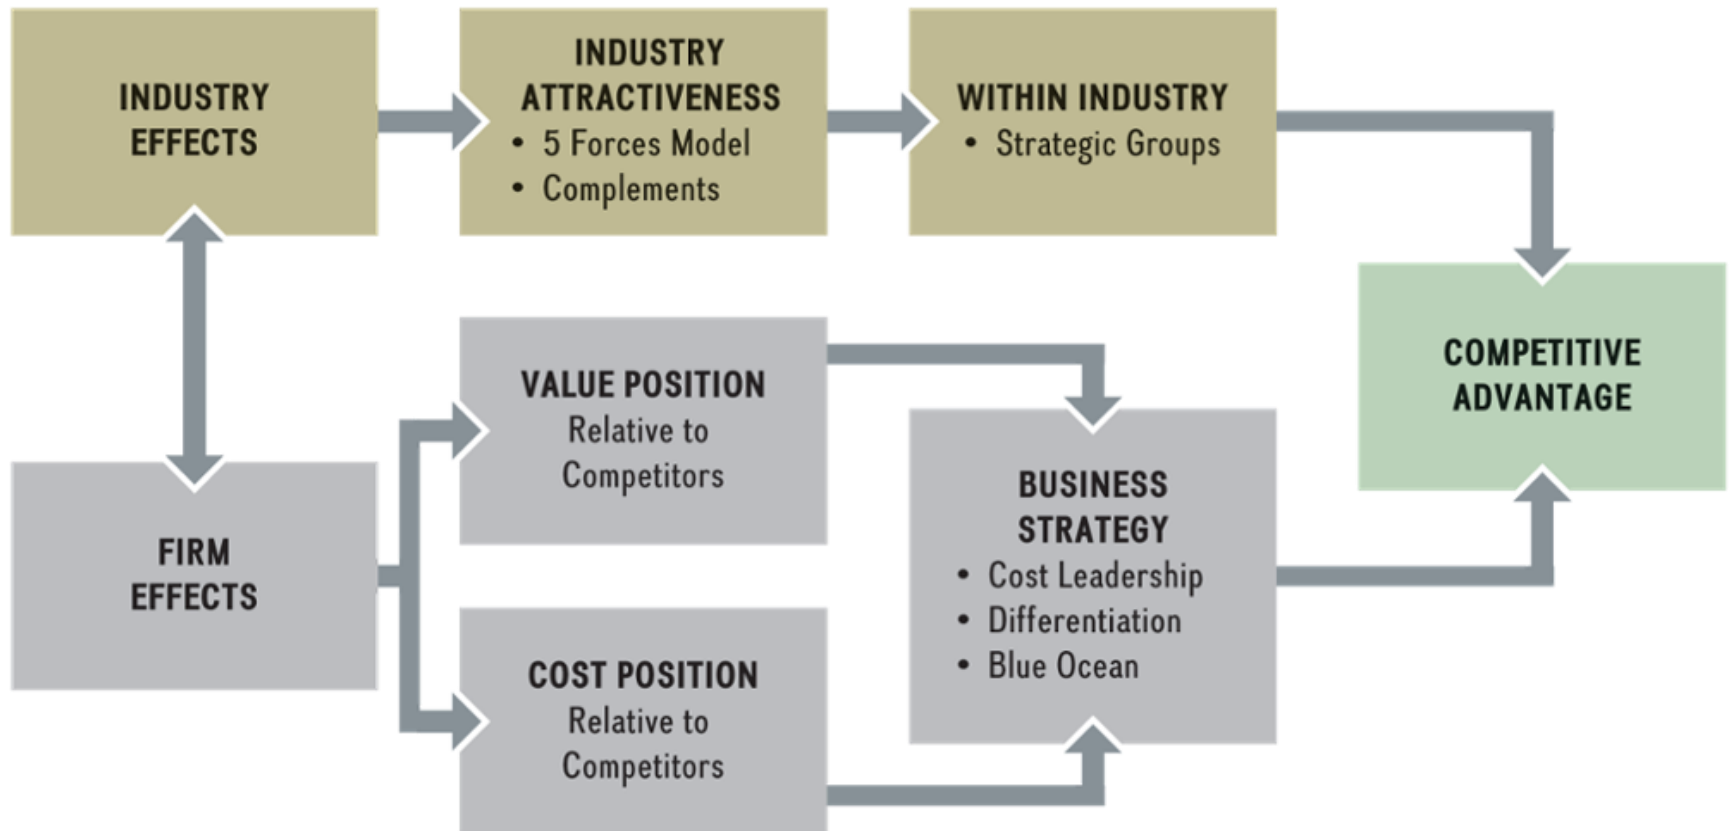 INDUSTRY
EFFECTS
INDUSTRY
ATTRACTIVENESS
• 5 Forces Model
• Complements
WITHIN INDUSTRY
• Strategic Groups
COMPETITIVE
ADVANTAGE
FIRM
EFFECTS
VALUE POSITION
Relative to
Competitors
COST POSITION
Relative to
Competitors
BUSINESS
STRATEGY
• Cost Leadership
• Differentiation
• Blue Ocean